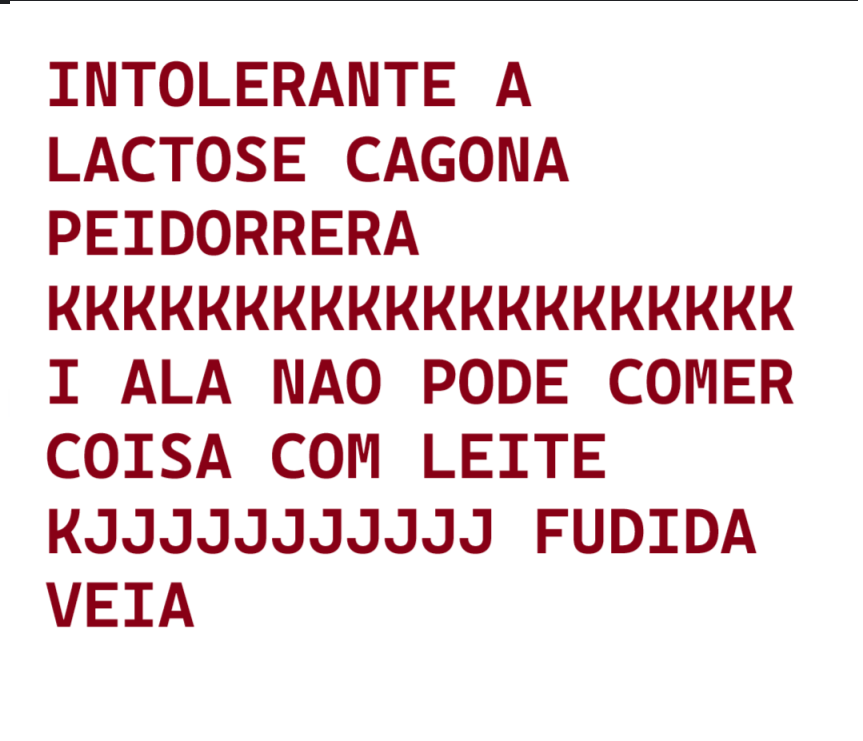 INTOLERANTE A
LACTOSE CAGONA
PEIDORRERA
KKKKKKKKKKKKKKKKKKKK
I ALA NAO PODE COMER
COISA COM LEITE
KJJJJJJJJJJJ FUDIDA
VEIA